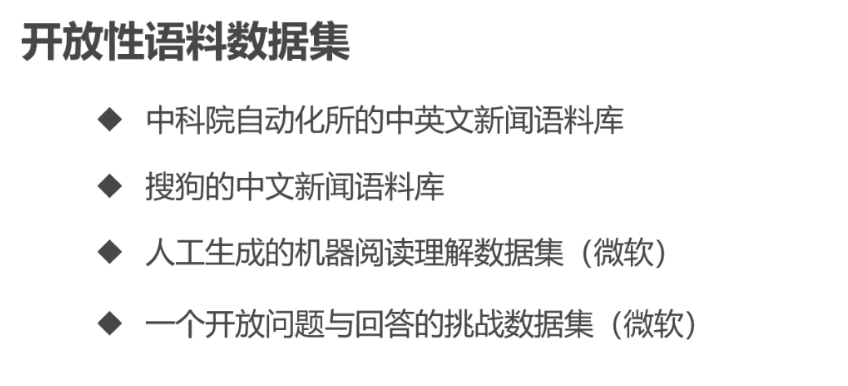 开放性语料数据集
◆ 中科院自动化所的中英文新闻语料库
◆ 搜狗的中文新闻语料库
◆ 人工生成的机器阅读理解数据集（微软）
◆ 一个开放问题与回答的挑战数据集（微软）